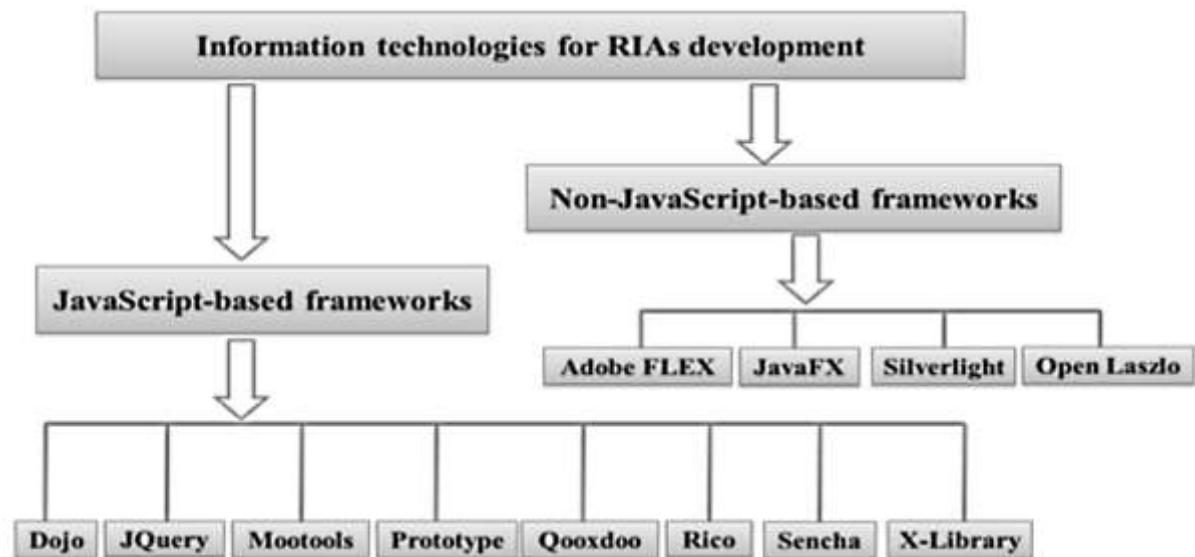 Information technologies for RIAs development
Non-JavaScript-based frameworks
JavaScript-based frameworks
Adobe FLEX
JavaFX
Silverlight
Open Laszlo
Dojo
JQuery
Mootools
Prototype
Qooxdoo
Rico
Sencha
X-Library